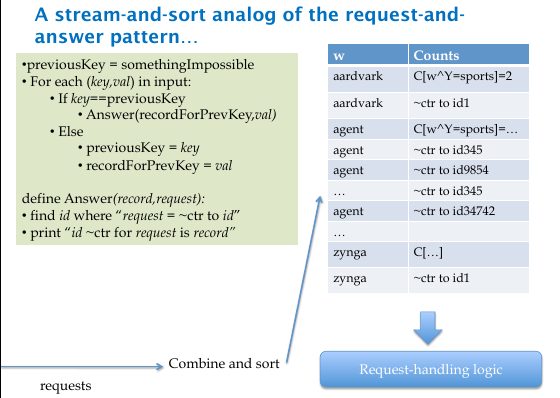 A stream-and-sort analog of the request-and-
answer pattern…
•previousKey = somethingImpossible
• For each (key,val) in input:
• If key==previousKey
• Answer(recordForPrevKey,val)
• Else
• previousKey = key
• recordForPrevKey = val
define Answer(record,request):
• find id where “request = ~ctr to id”
• print “id ~ctr for request is record”
w Counts
aardvark C[w^Y=sports]=2
aardvark ~ctr to id1
agent C[w^Y=sports]=…
agent ~ctr to id345
agent ~ctr to id9854
… ~ctr to id345
agent ~ctr to id34742
…
zynga C[…]
zynga ~ctr to id1
Combine and sort
requests
Request-handling logic